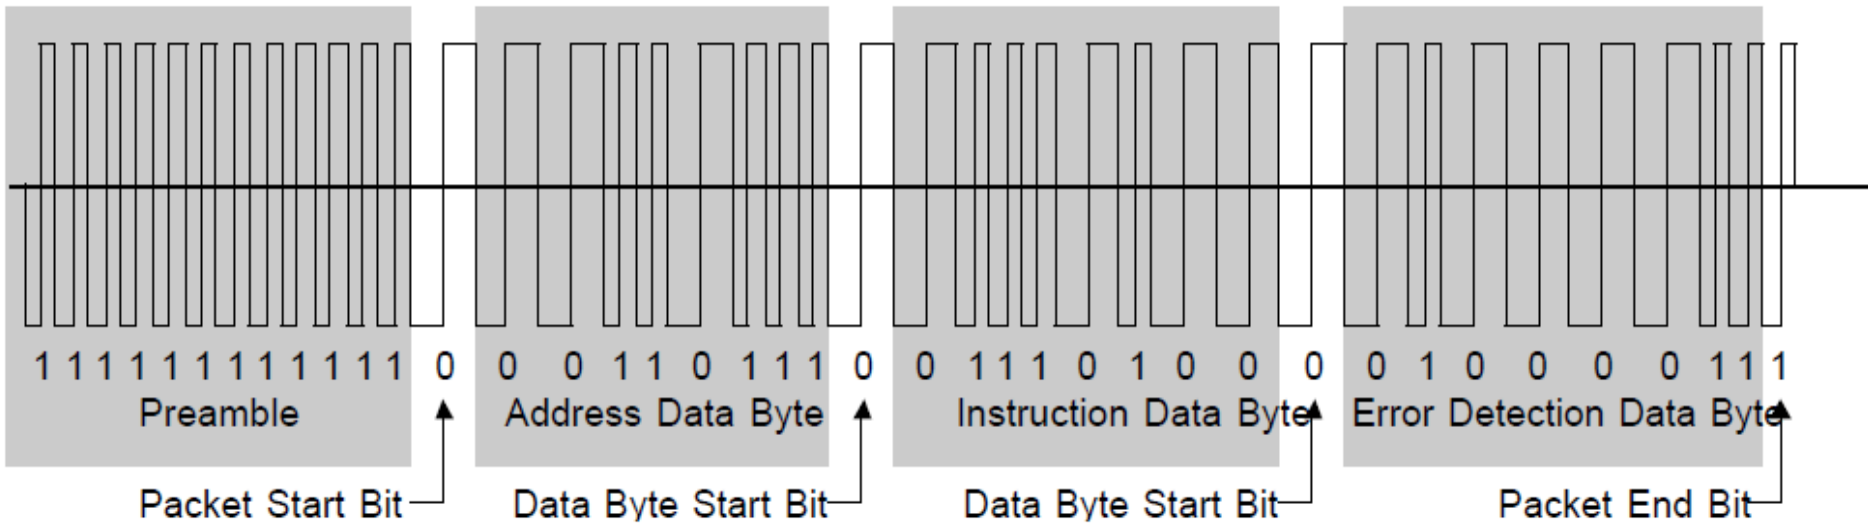 1 1 1 1 1 1 1 1 1 1 1 1 0 0 0 1 1 0 1 1 1 0 0 1 1 1 0 1 0 0 0 0 1 0 0 0 0 1 1 1
Preamble Address Data Byte Instruction Data Byte Error Detection Data Byte
Packet Start Bit Data Byte Start Bit Data Byte Start Bit Packet End Bit